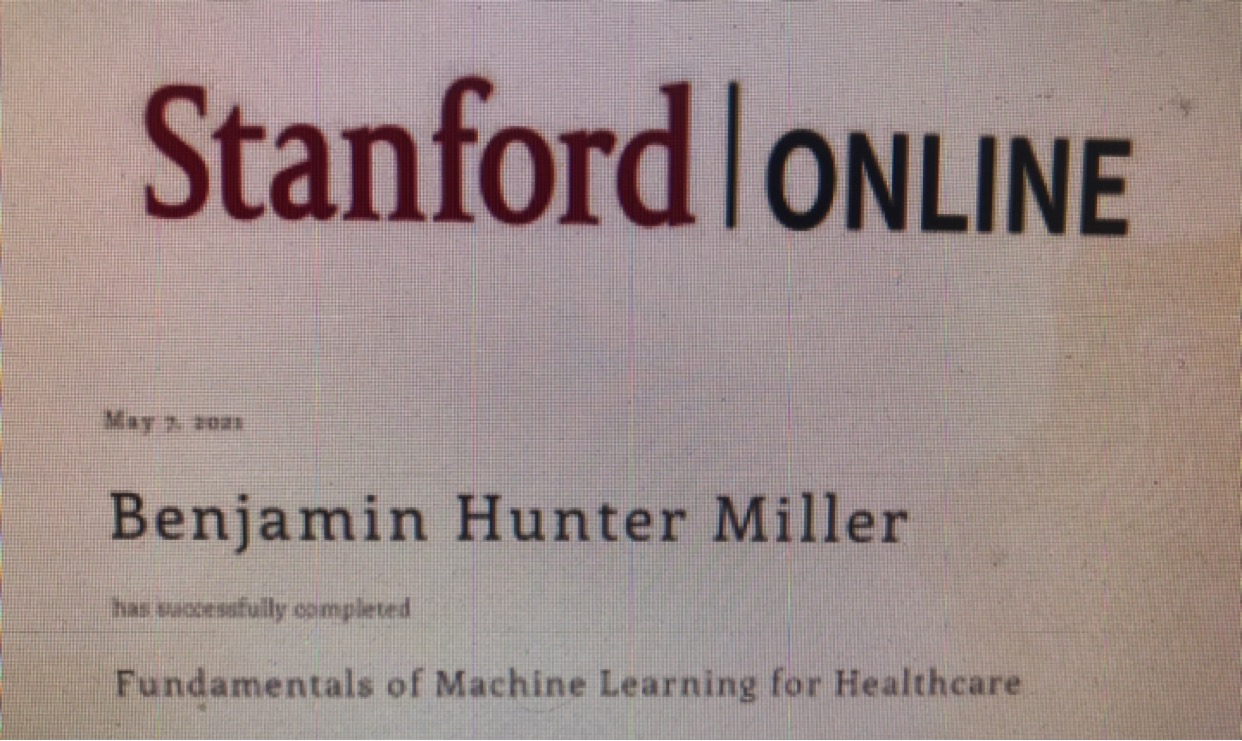 Stanford | ONLINE
May 7, 2021
Benjamin Hunter Miller
has successfully completed
Fundamentals of Machine Learning for Healthcare